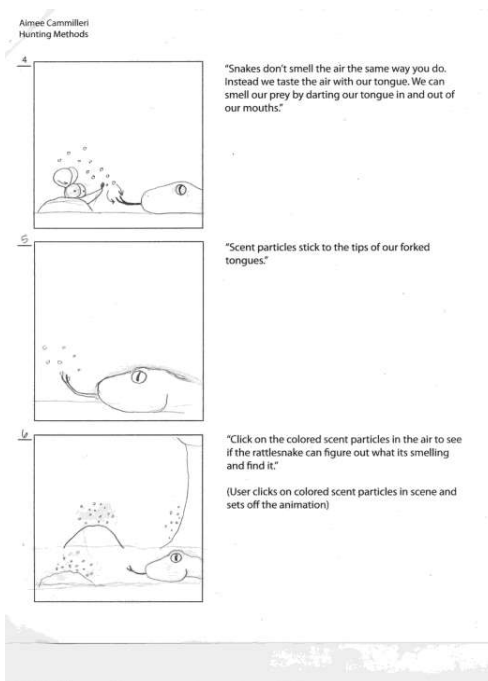 Aimee Cammilleri
Hunting Methods
4
"Snakes don't smell the air the same way you do.
Instead we taste the air with our tongue. We can
smell our prey by darting our tongue in and out of
our mouths."
5
"Scent particles stick to the tips of our forked
tongues."
6
"Click on the colored scent particles in the air to see
if the rattlesnake can figure out what its smelling
and find it."
(User clicks on colored scent particles in scene and
sets off the animation)